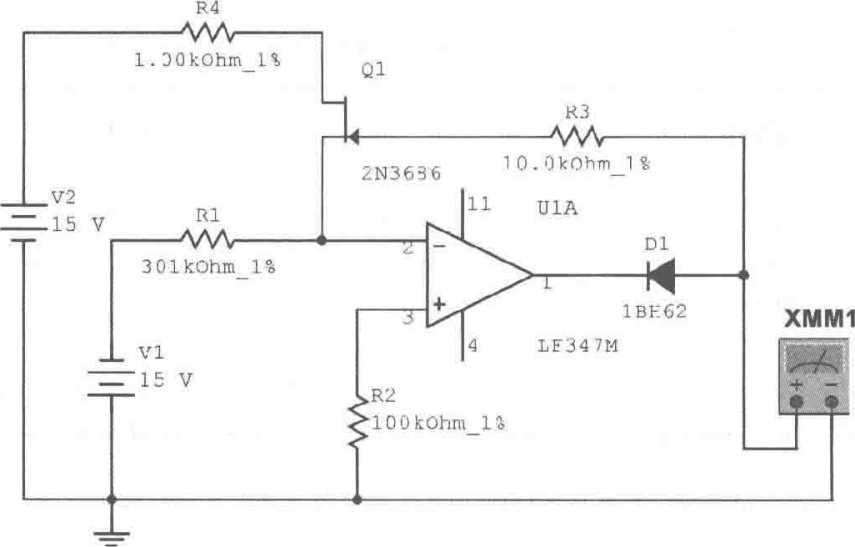 R4
1.00kOhm_1%
Q1
R3
10.0kOhm_1%
2N3686
V2
15 V
R1
301kOhm_1%
11
U1A
2
−
D1
1
1BH62
+
3
XMM1
V1
15 V
4
LF347M
+ −
R2
100kOhm_1%